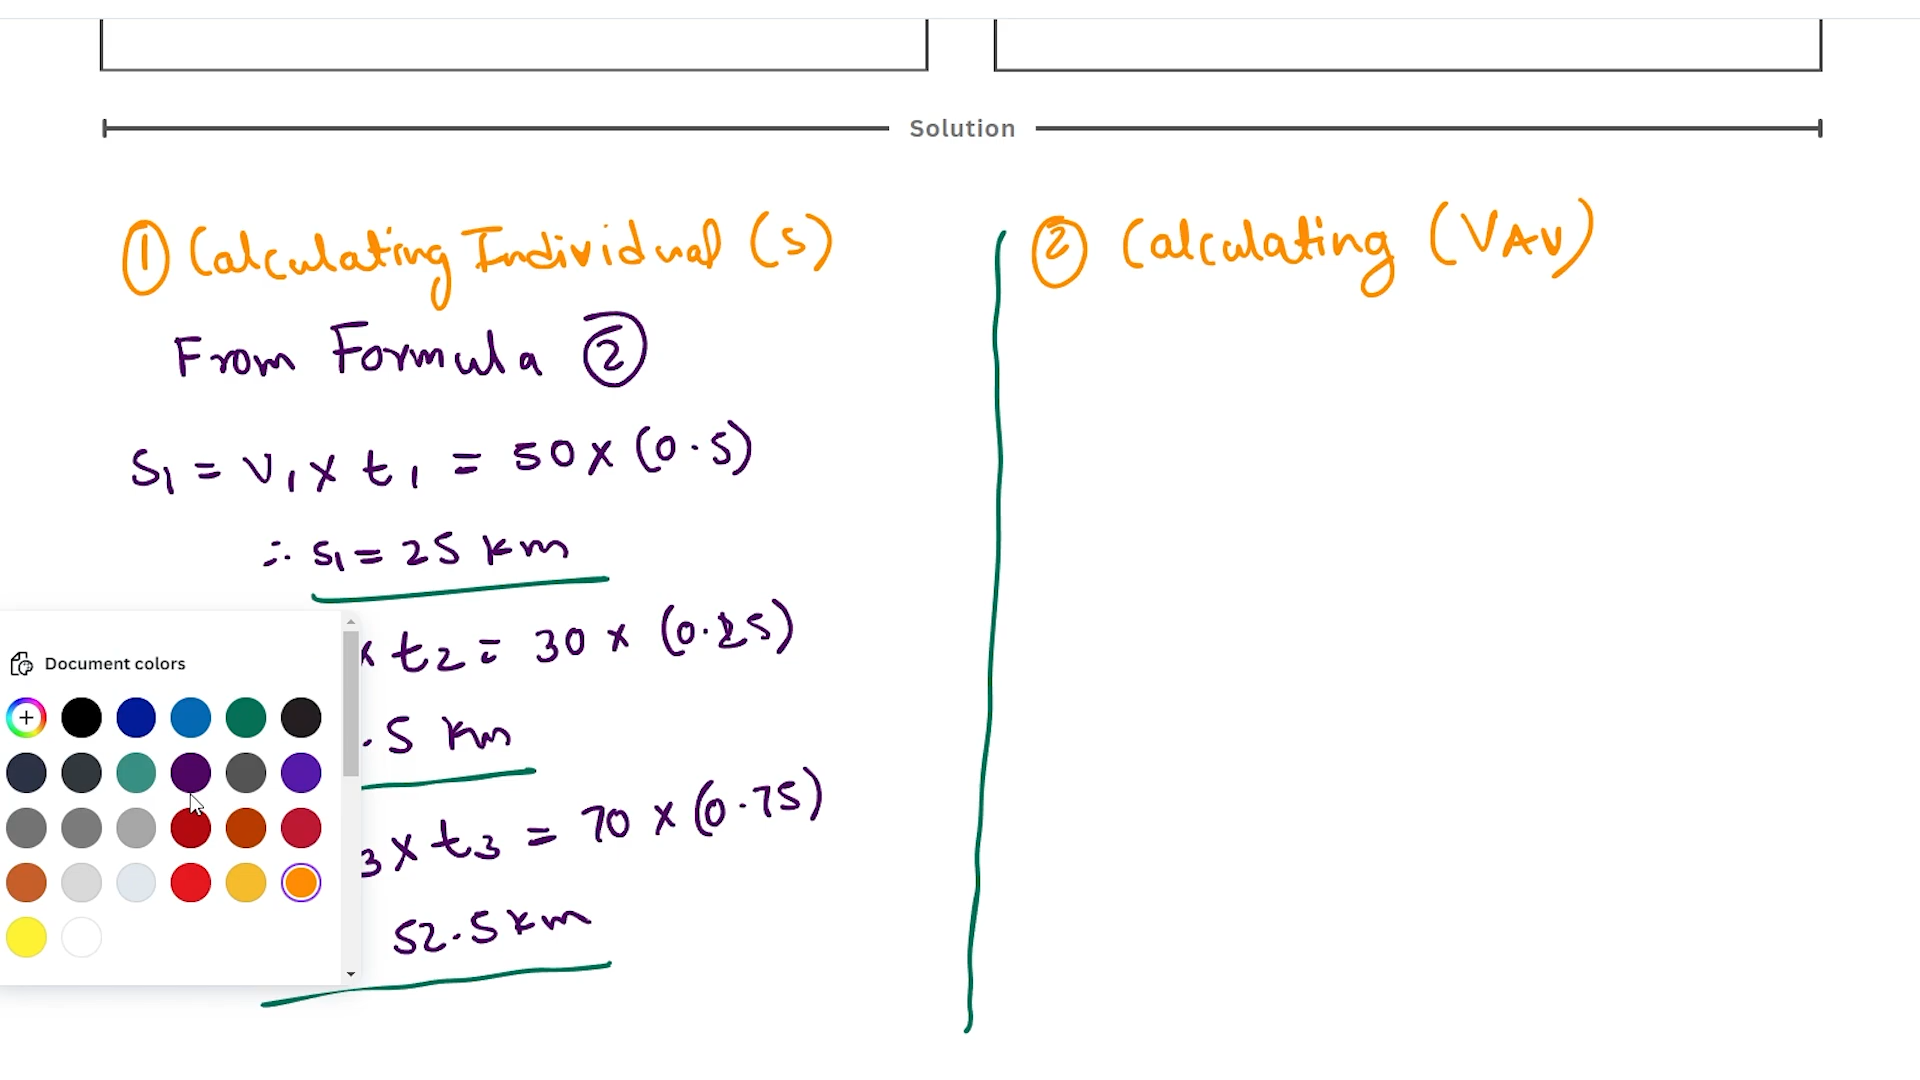 Solution
① Calculating Individual (S)
From Formula ②
S₁ = V₁ x t₁ = 50 x (0.5)
∴ S₁ = 25 km
x t₂ = 30 x (0.25)
.5 km
₃ x t₃ = 70 x (0.75)
52.5 km
② Calculating (VAV)
Document colors